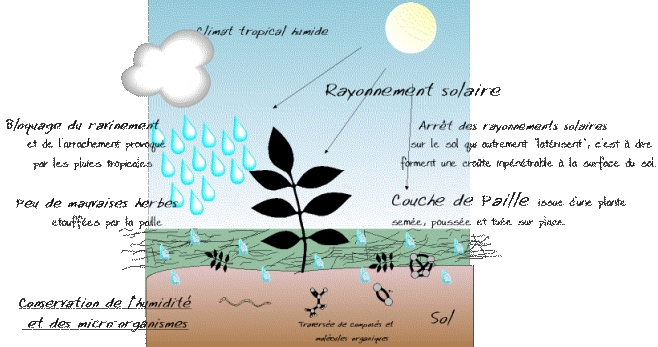 Climat tropical humide
Rayonnement solaire
Bloquage du ravinement
et de l'arrachement provoqué
par les pluies tropicales
Arrêt des rayonnements solaires
sur le sol qui autrement "latérisent", c'est à dire
forment une croûte impénétrable à la surface du sol.
Peu de mauvaises herbes
étouffées par la paille
Couche de Paille issue d'une plante
semée, poussée et tuée sur place.
Conservation de l'humidité
et des micro-organismes
Traversée de composés et
molécules organiques
Sol